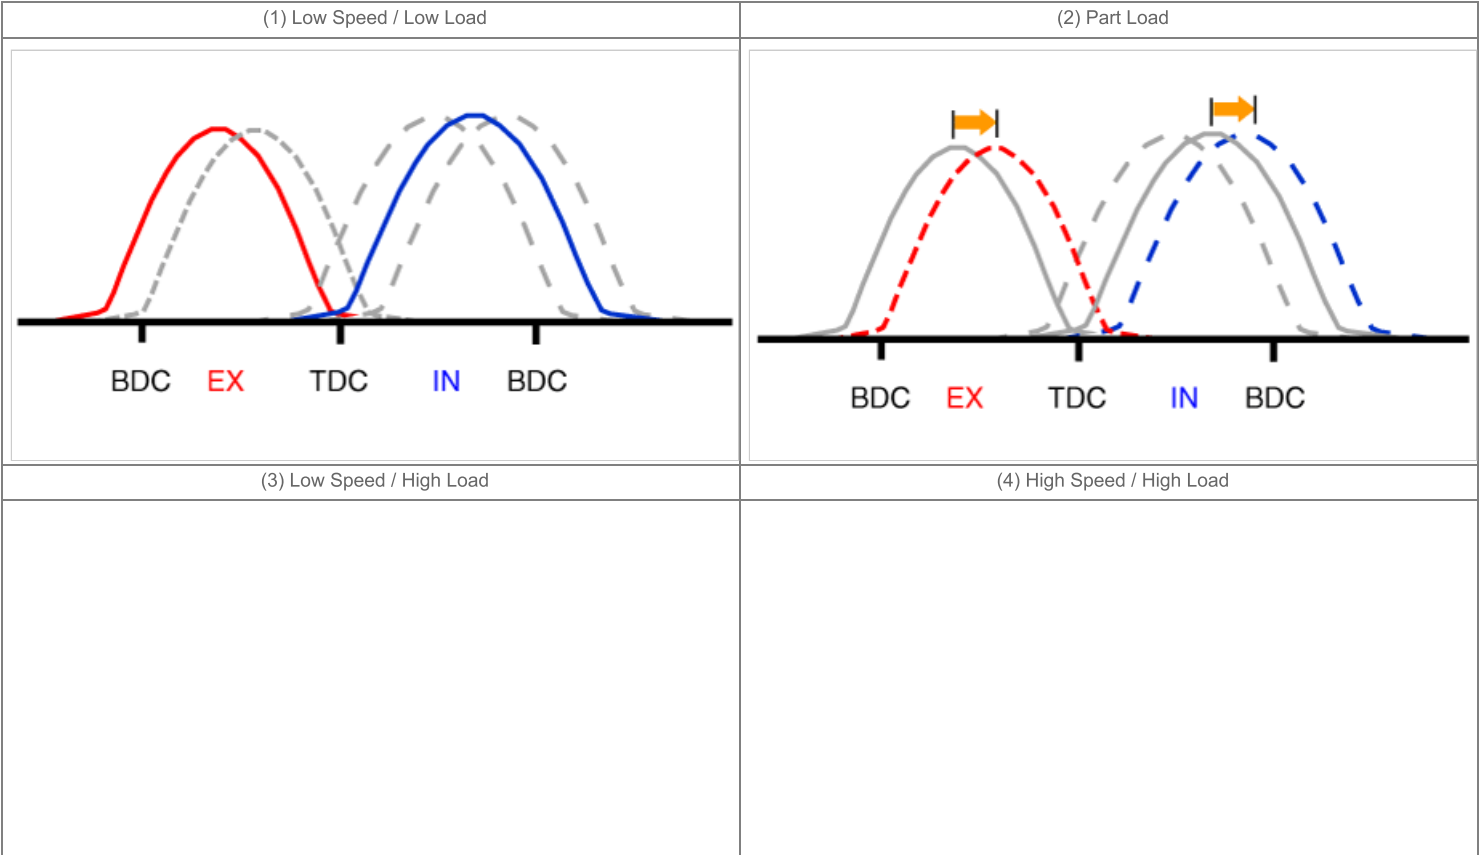 (1) Low Speed / Low Load
(2) Part Load
BDC EX TDC IN BDC
BDC EX TDC IN BDC
(3) Low Speed / High Load
(4) High Speed / High Load